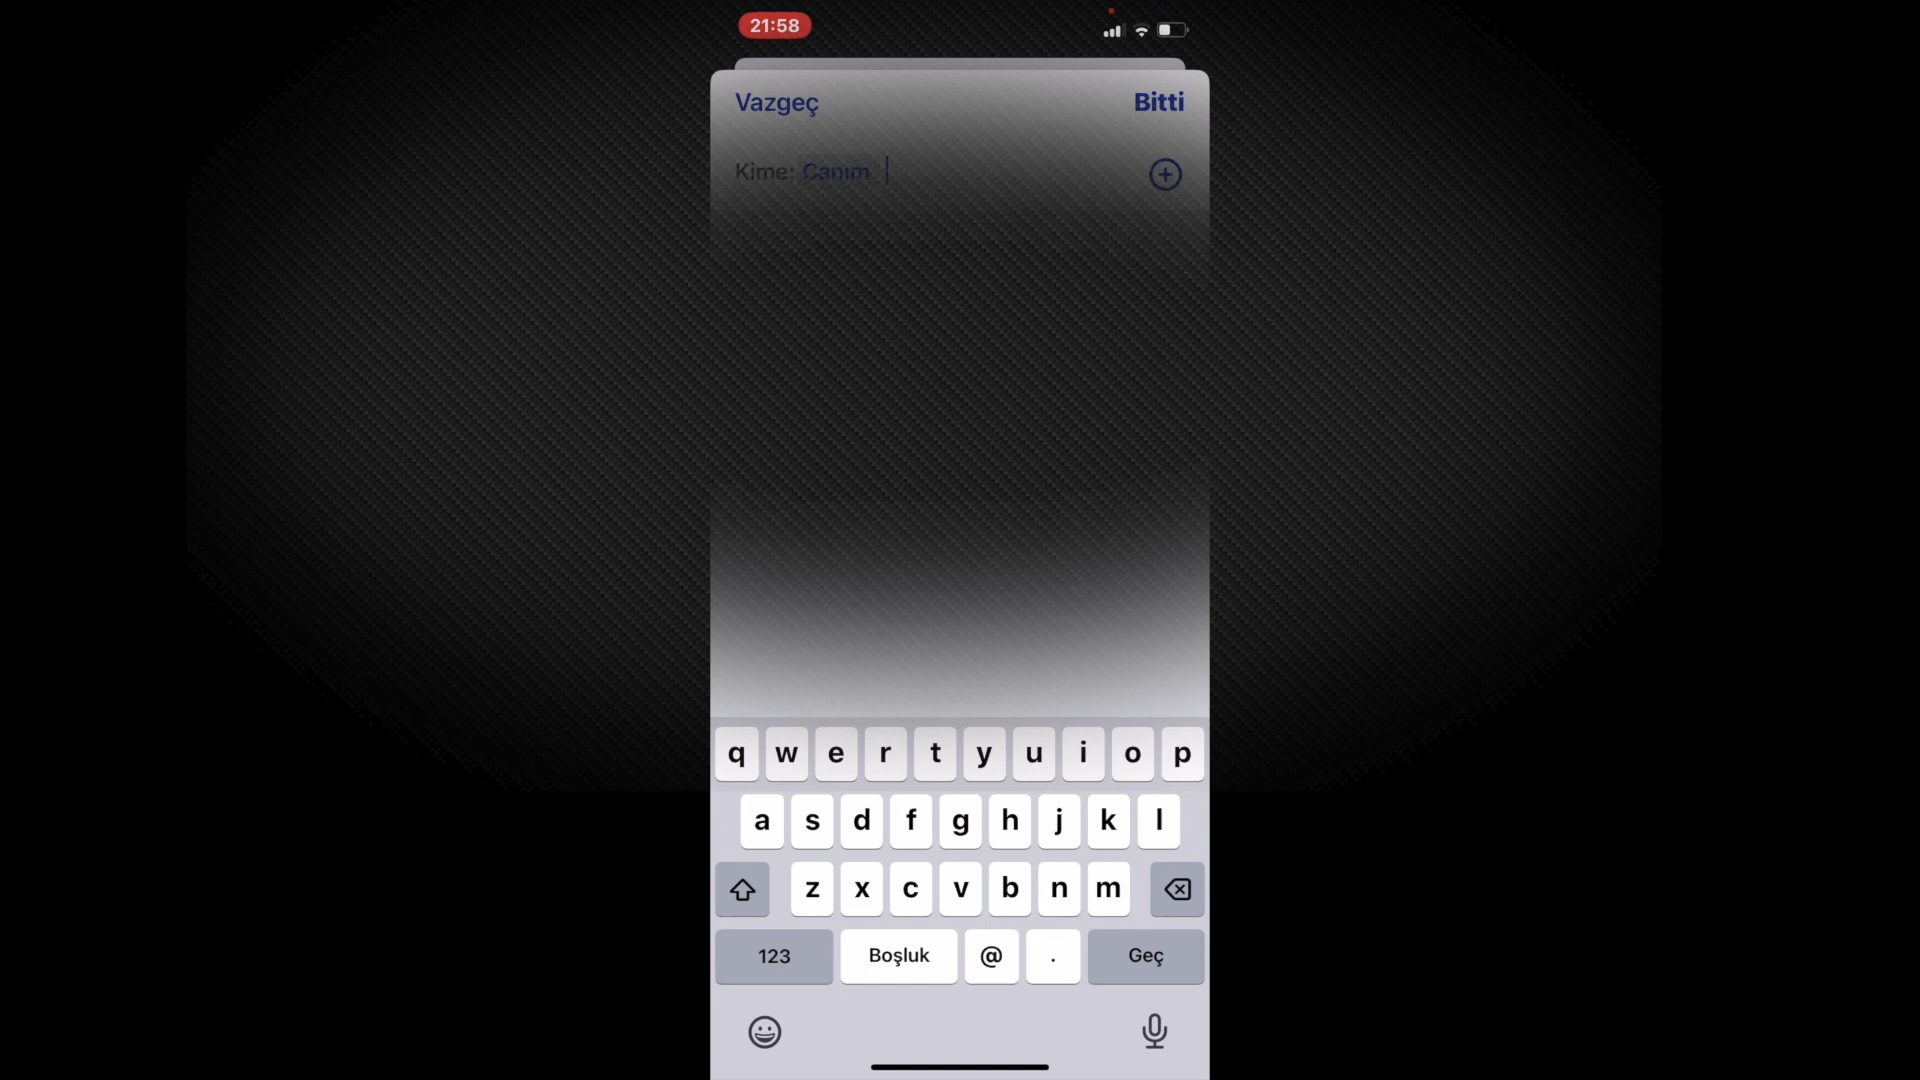 21:58
Vazgeç Bitti
Kime: Canım
q w e r t y u i o p
a s d f g h j k l
z x c v b n m
123 Boşluk @ . Geç